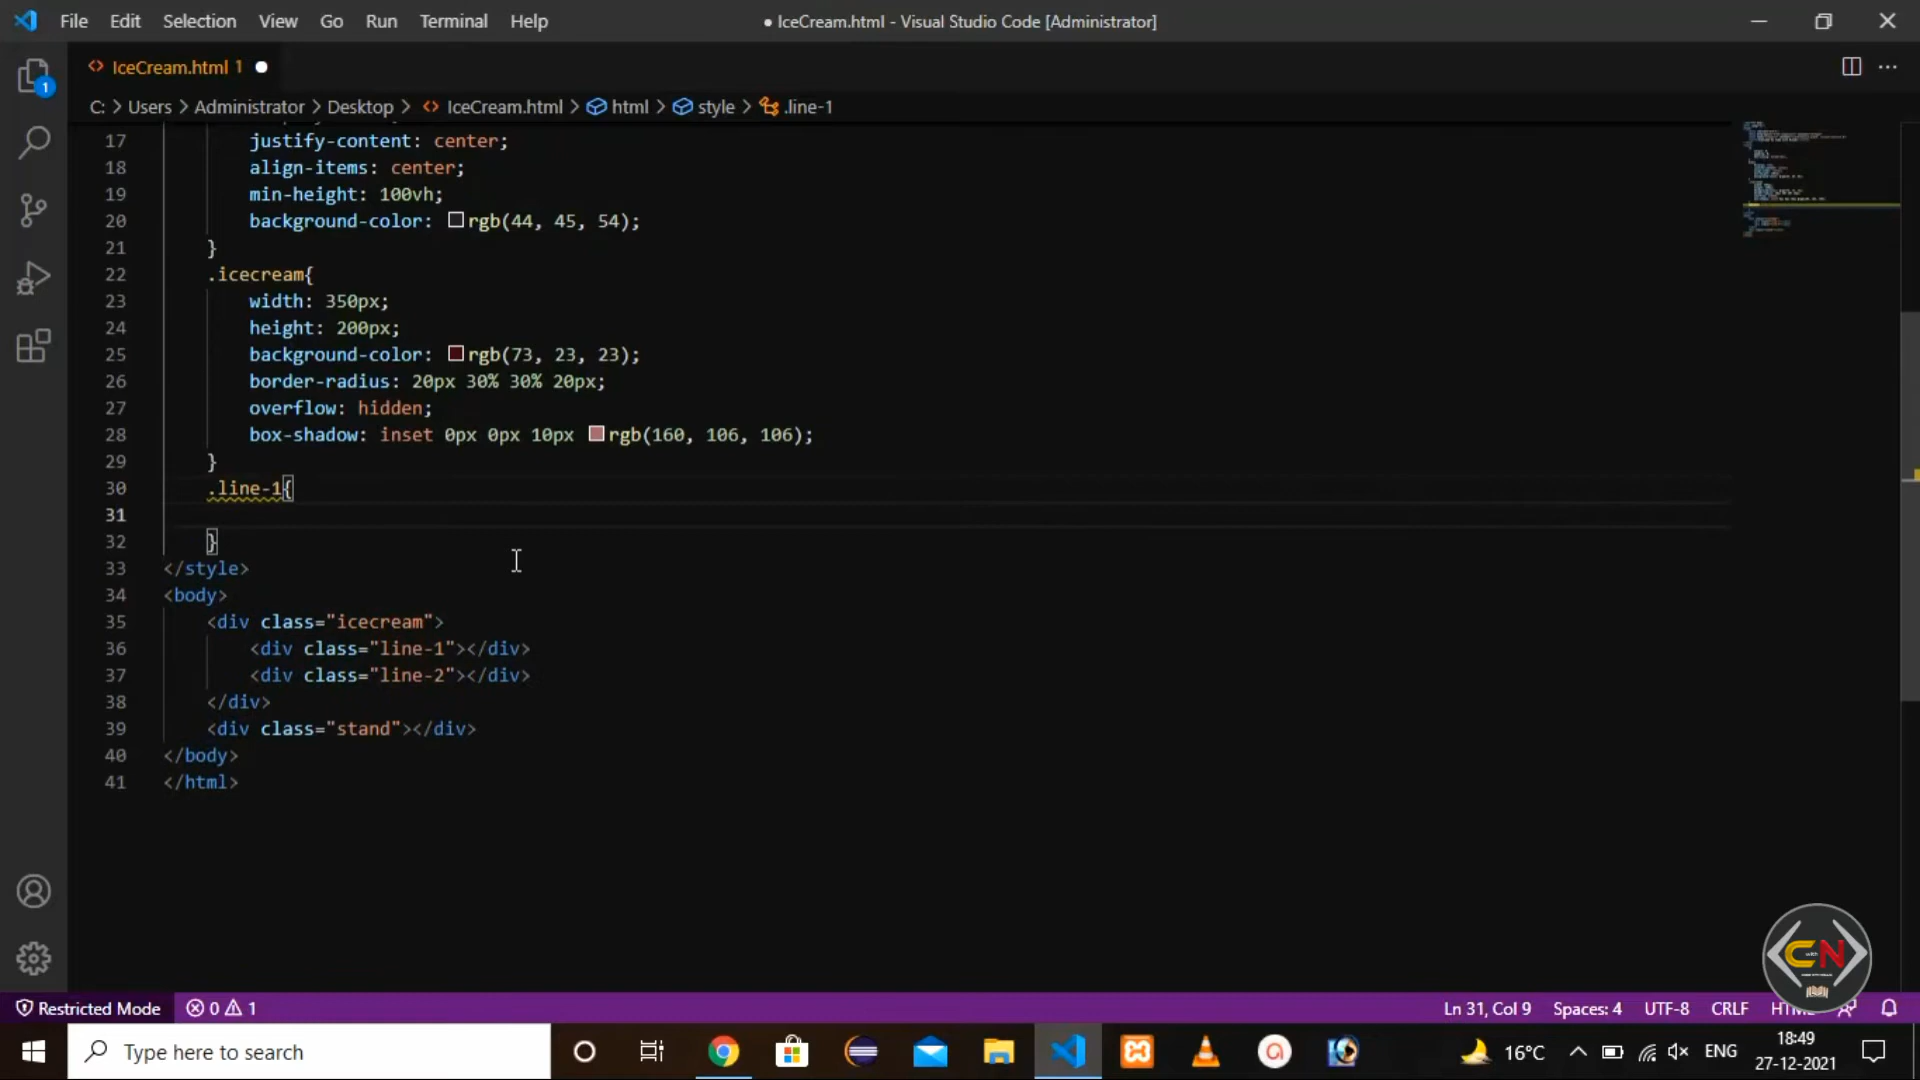 File Edit Selection View Go Run Terminal Help
● IceCream.html - Visual Studio Code [Administrator]
IceCream.html 1
C: > Users > Administrator > Desktop > IceCream.html > html > style > .line-1
17 justify-content: center;
18 align-items: center;
19 min-height: 100vh;
20 background-color: rgb(44, 45, 54);
21 }
22 .icecream{
23 width: 350px;
24 height: 200px;
25 background-color: rgb(73, 23, 23);
26 border-radius: 20px 30% 30% 20px;
27 overflow: hidden;
28 box-shadow: inset 0px 0px 10px rgb(160, 106, 106);
29 }
30 .line-1{
31
32 }
33 </style>
34 <body>
35 <div class="icecream">
36 <div class="line-1"></div>
37 <div class="line-2"></div>
38 </div>
39 <div class="stand"></div>
40 </body>
41 </html>
1
CN
with
Restricted Mode 0 1
Ln 31, Col 9 Spaces: 4 UTF-8 CRLF
Type here to search
16°C ENG
18:49
27-12-2021